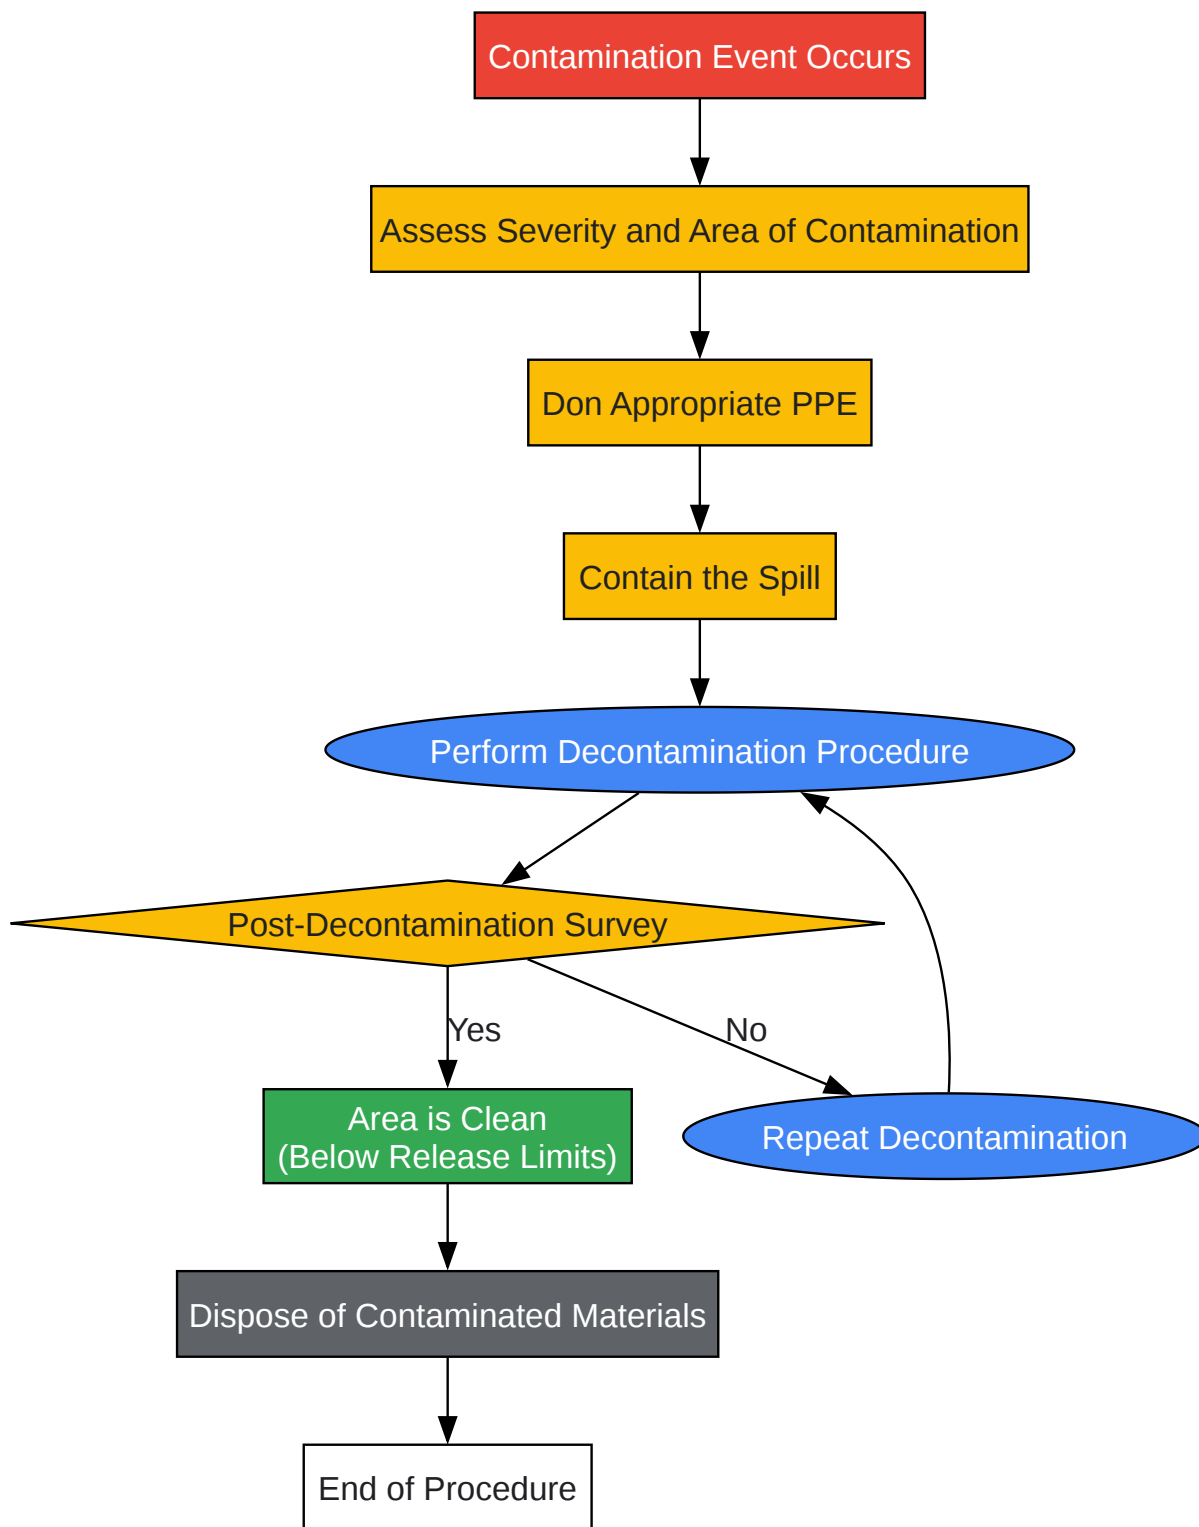 Contamination Event Occurs
Assess Severity and Area of Contamination
Don Appropriate PPE
Contain the Spill
Perform Decontamination Procedure
Post-Decontamination Survey
Yes
No
Area is Clean
(Below Release Limits)
Repeat Decontamination
Dispose of Contaminated Materials
End of Procedure